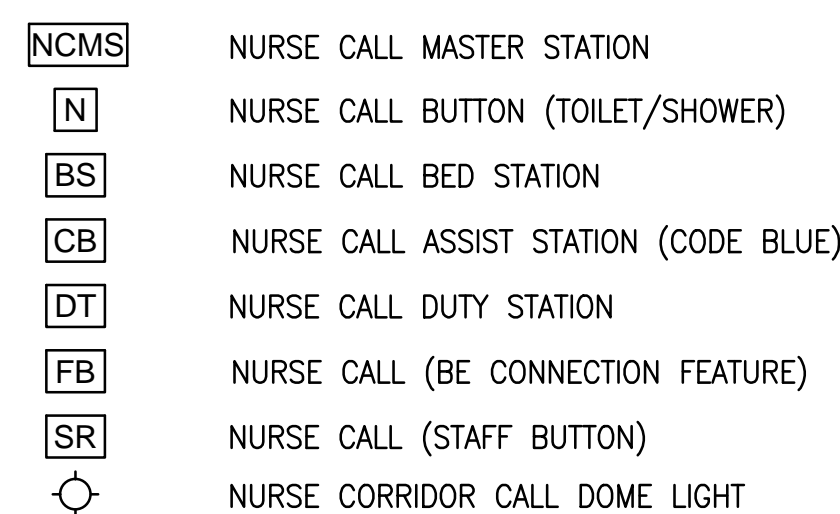 NCMS NURSE CALL MASTER STATION
N NURSE CALL BUTTON (TOILET/SHOWER)
BS NURSE CALL BED STATION
CB NURSE CALL ASSIST STATION (CODE BLUE)
DT NURSE CALL DUTY STATION
FB NURSE CALL (BE CONNECTION FEATURE)
SR NURSE CALL (STAFF BUTTON)
NURSE CORRIDOR CALL DOME LIGHT